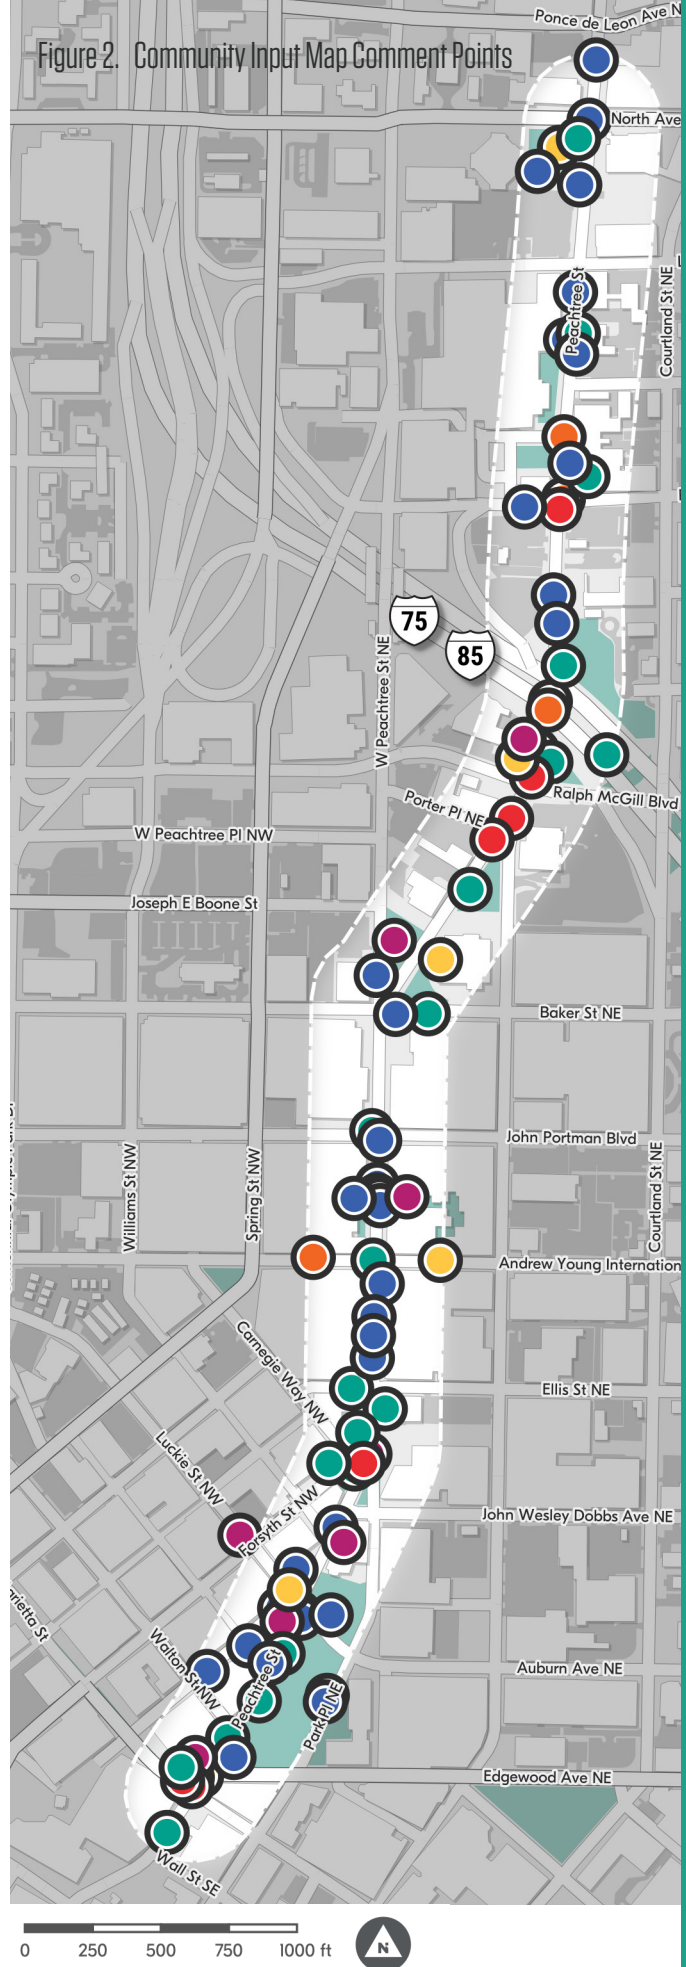 Ponce de Leon Ave N
Figure 2. Community Input Map Comment Points
North Ave
Peachtree St
Courtland St NE
75
85
W Peachtree St NE
Ralph McGill Blvd
Porter Pl NE
W Peachtree Pl NW
Joseph E Boone St
Baker St NE
John Portman Blvd
Williams St NW
Spring St NW
Courtland St NE
Andrew Young Internation
Carnegie Way NW
Ellis St NE
Luckie St NW
Forsyth St NW
John Wesley Dobbs Ave NE
arietta St
Walton St NW
Peachtree St
Auburn Ave NE
Park Pl NE
Edgewood Ave NE
Wall St SE
0 250 500 750 1000 ft
N